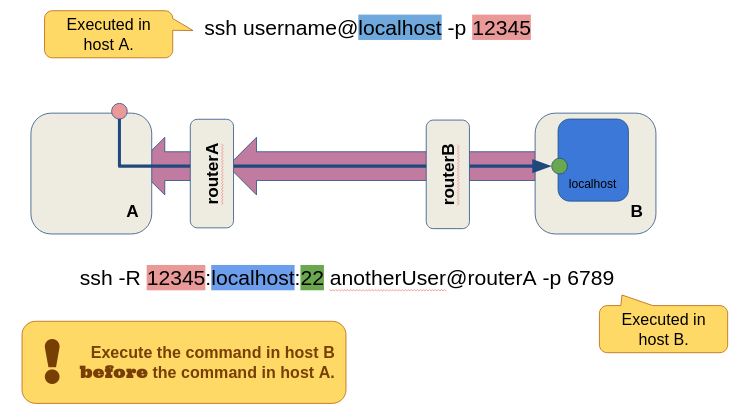 Executed in
host A.
ssh username@localhost -p 12345
routerA
routerB
localhost
A
B
ssh -R 12345:localhost:22 anotherUser@routerA -p 6789
Executed in
host B.
! Execute the command in host B
before the command in host A.